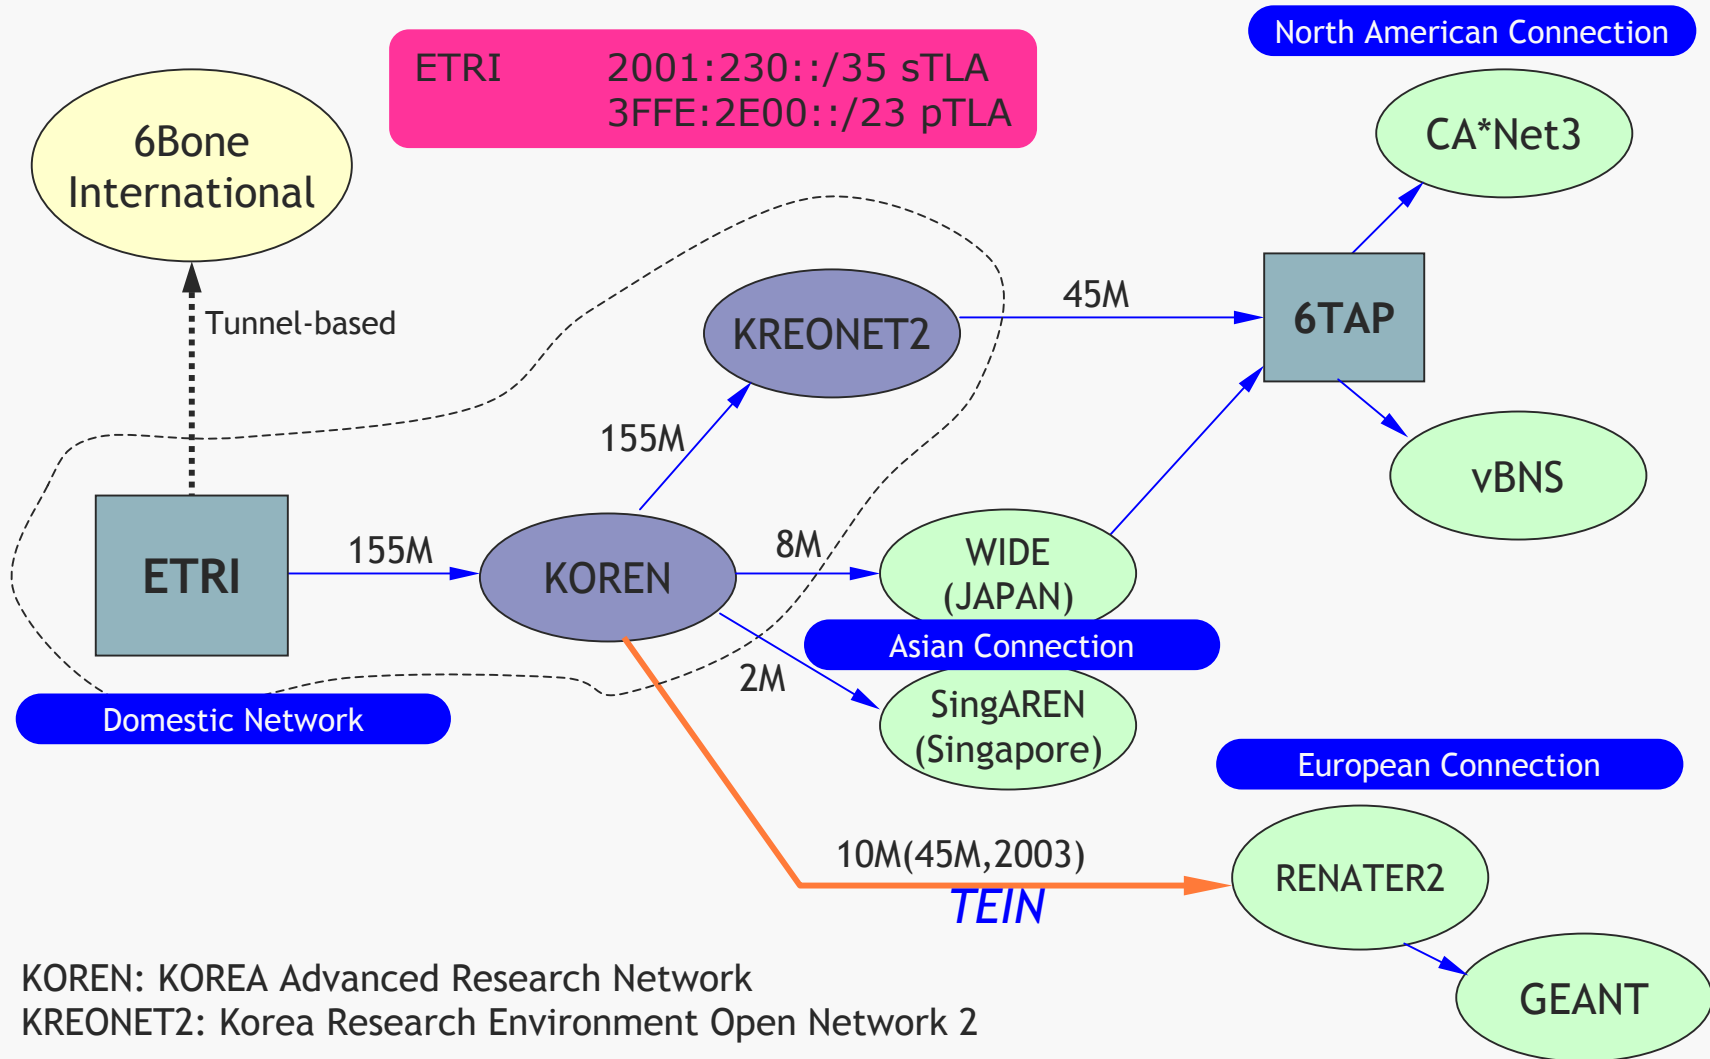 North American Connection
ETRI 2001:230::/35 sTLA
3FFE:2E00::/23 pTLA
6Bone
International
CA*Net3
Tunnel-based
KREONET2
45M
6TAP
155M
vBNS
ETRI
155M
KOREN
8M
WIDE
(JAPAN)
Asian Connection
2M
SingAREN
(Singapore)
Domestic Network
European Connection
10M(45M,2003)
TEIN
RENATER2
GEANT
KOREN: KOREA Advanced Research Network
KREONET2: Korea Research Environment Open Network 2